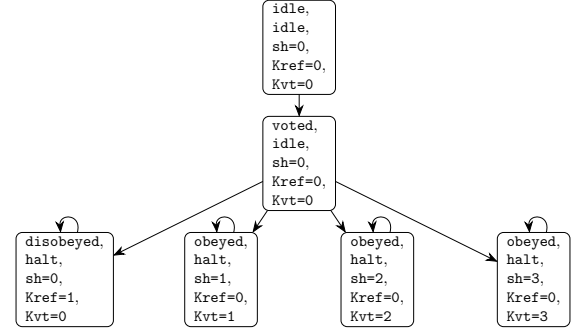 idle,
idle,
sh=0,
Kref=0,
Kvt=0
voted,
idle,
sh=0,
Kref=0,
Kvt=0
disobeyed,
halt,
sh=0,
Kref=1,
Kvt=0
obeyed,
halt,
sh=1,
Kref=0,
Kvt=1
obeyed,
halt,
sh=2,
Kref=0,
Kvt=2
obeyed,
halt,
sh=3,
Kref=0,
Kvt=3